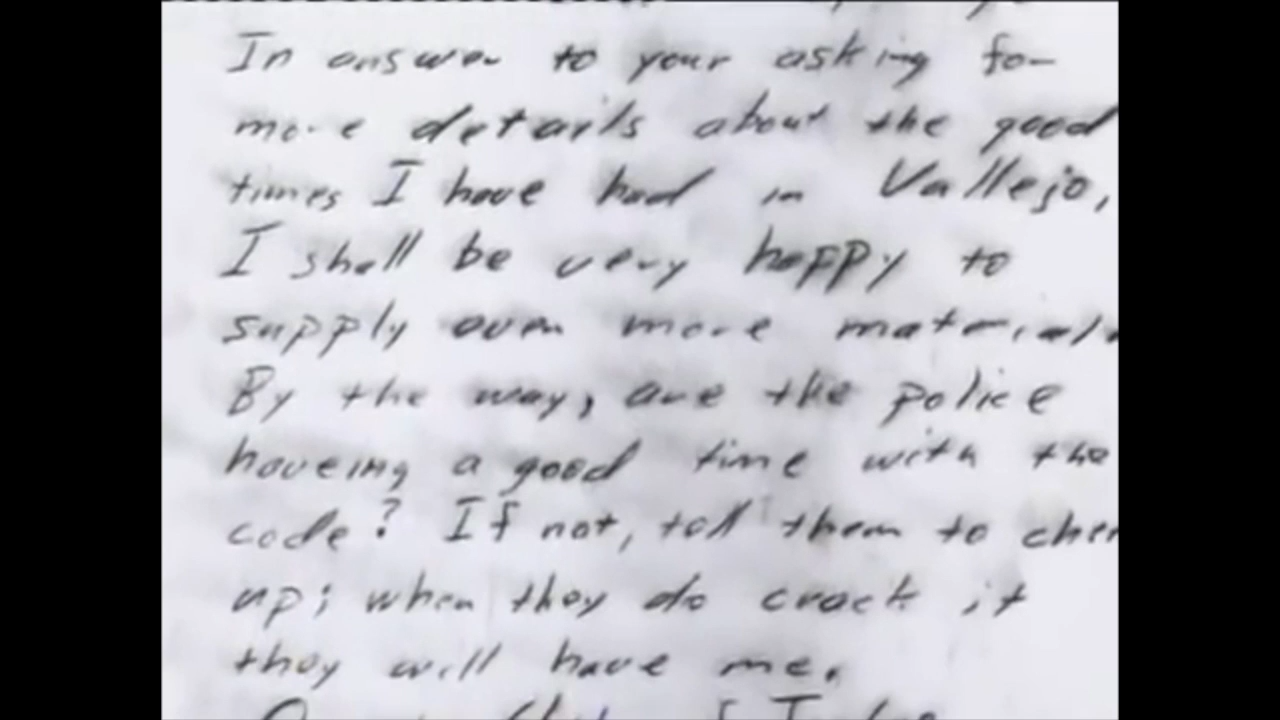 In answer to your asking for
more details about the good
times I have had in Vallejo,
I shall be very happy to
supply even more material.
By the way, are the police
haveing a good time with the
code? If not, tell them to cheer
up; when they do crack it
they will have me.